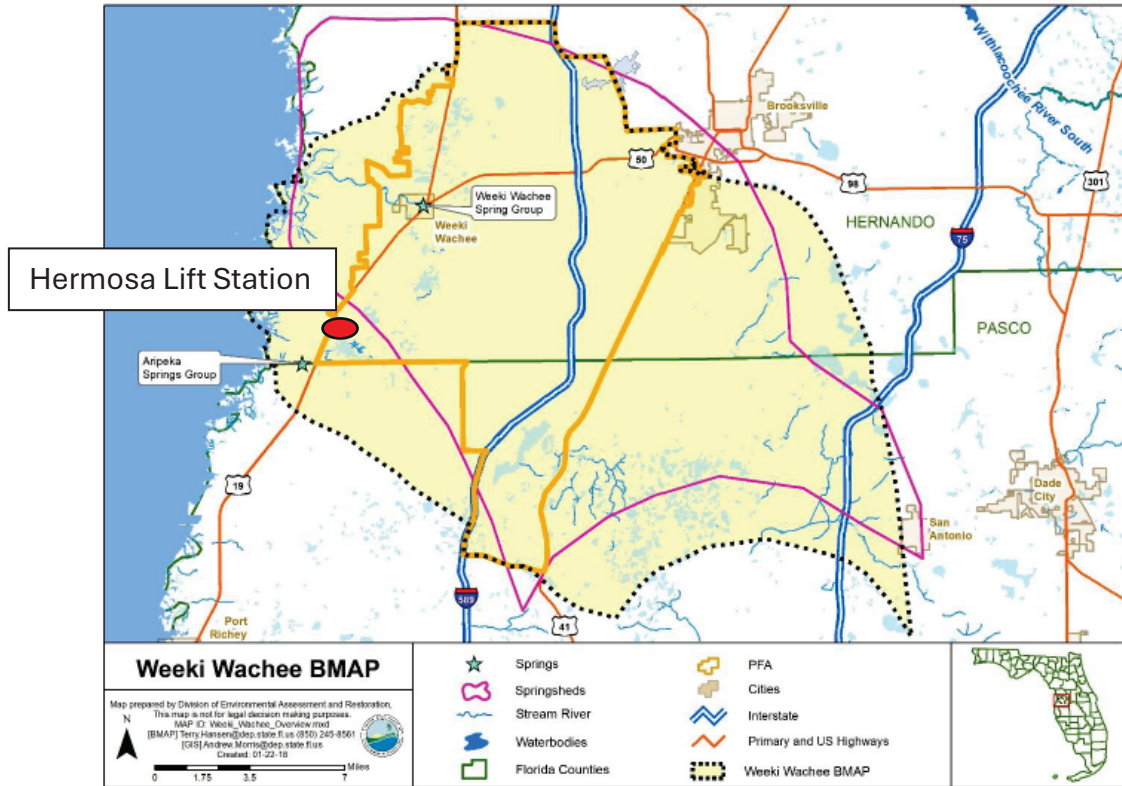 Withlacoochee River South
Brooksville
50
98
301
Weeki Wachee
Spring Group
Weeki
Wachee
HERNANDO
75
Hermosa Lift Station
PASCO
Aripeka
Springs Group
19
Dade
City
San
Antonio
589
41
Port
Richey
Weeki Wachee BMAP
Map prepared by Division of Environmental Assessment and Restoration.
This map is not for legal decision making purposes.
MAP ID: Weeki_Wachee_Overview.mxd
[BMAP] Terry.Hansen@dep.state.fl.us (850) 245-8561
[GIS] Andrew.Morris@dep.state.fl.us
Created: 01-22-18
N
0 1.75 3.5 7
Miles
Springs
Springsheds
Stream River
Waterbodies
Florida Counties
PFA
Cities
Interstate
Primary and US Highways
Weeki Wachee BMAP